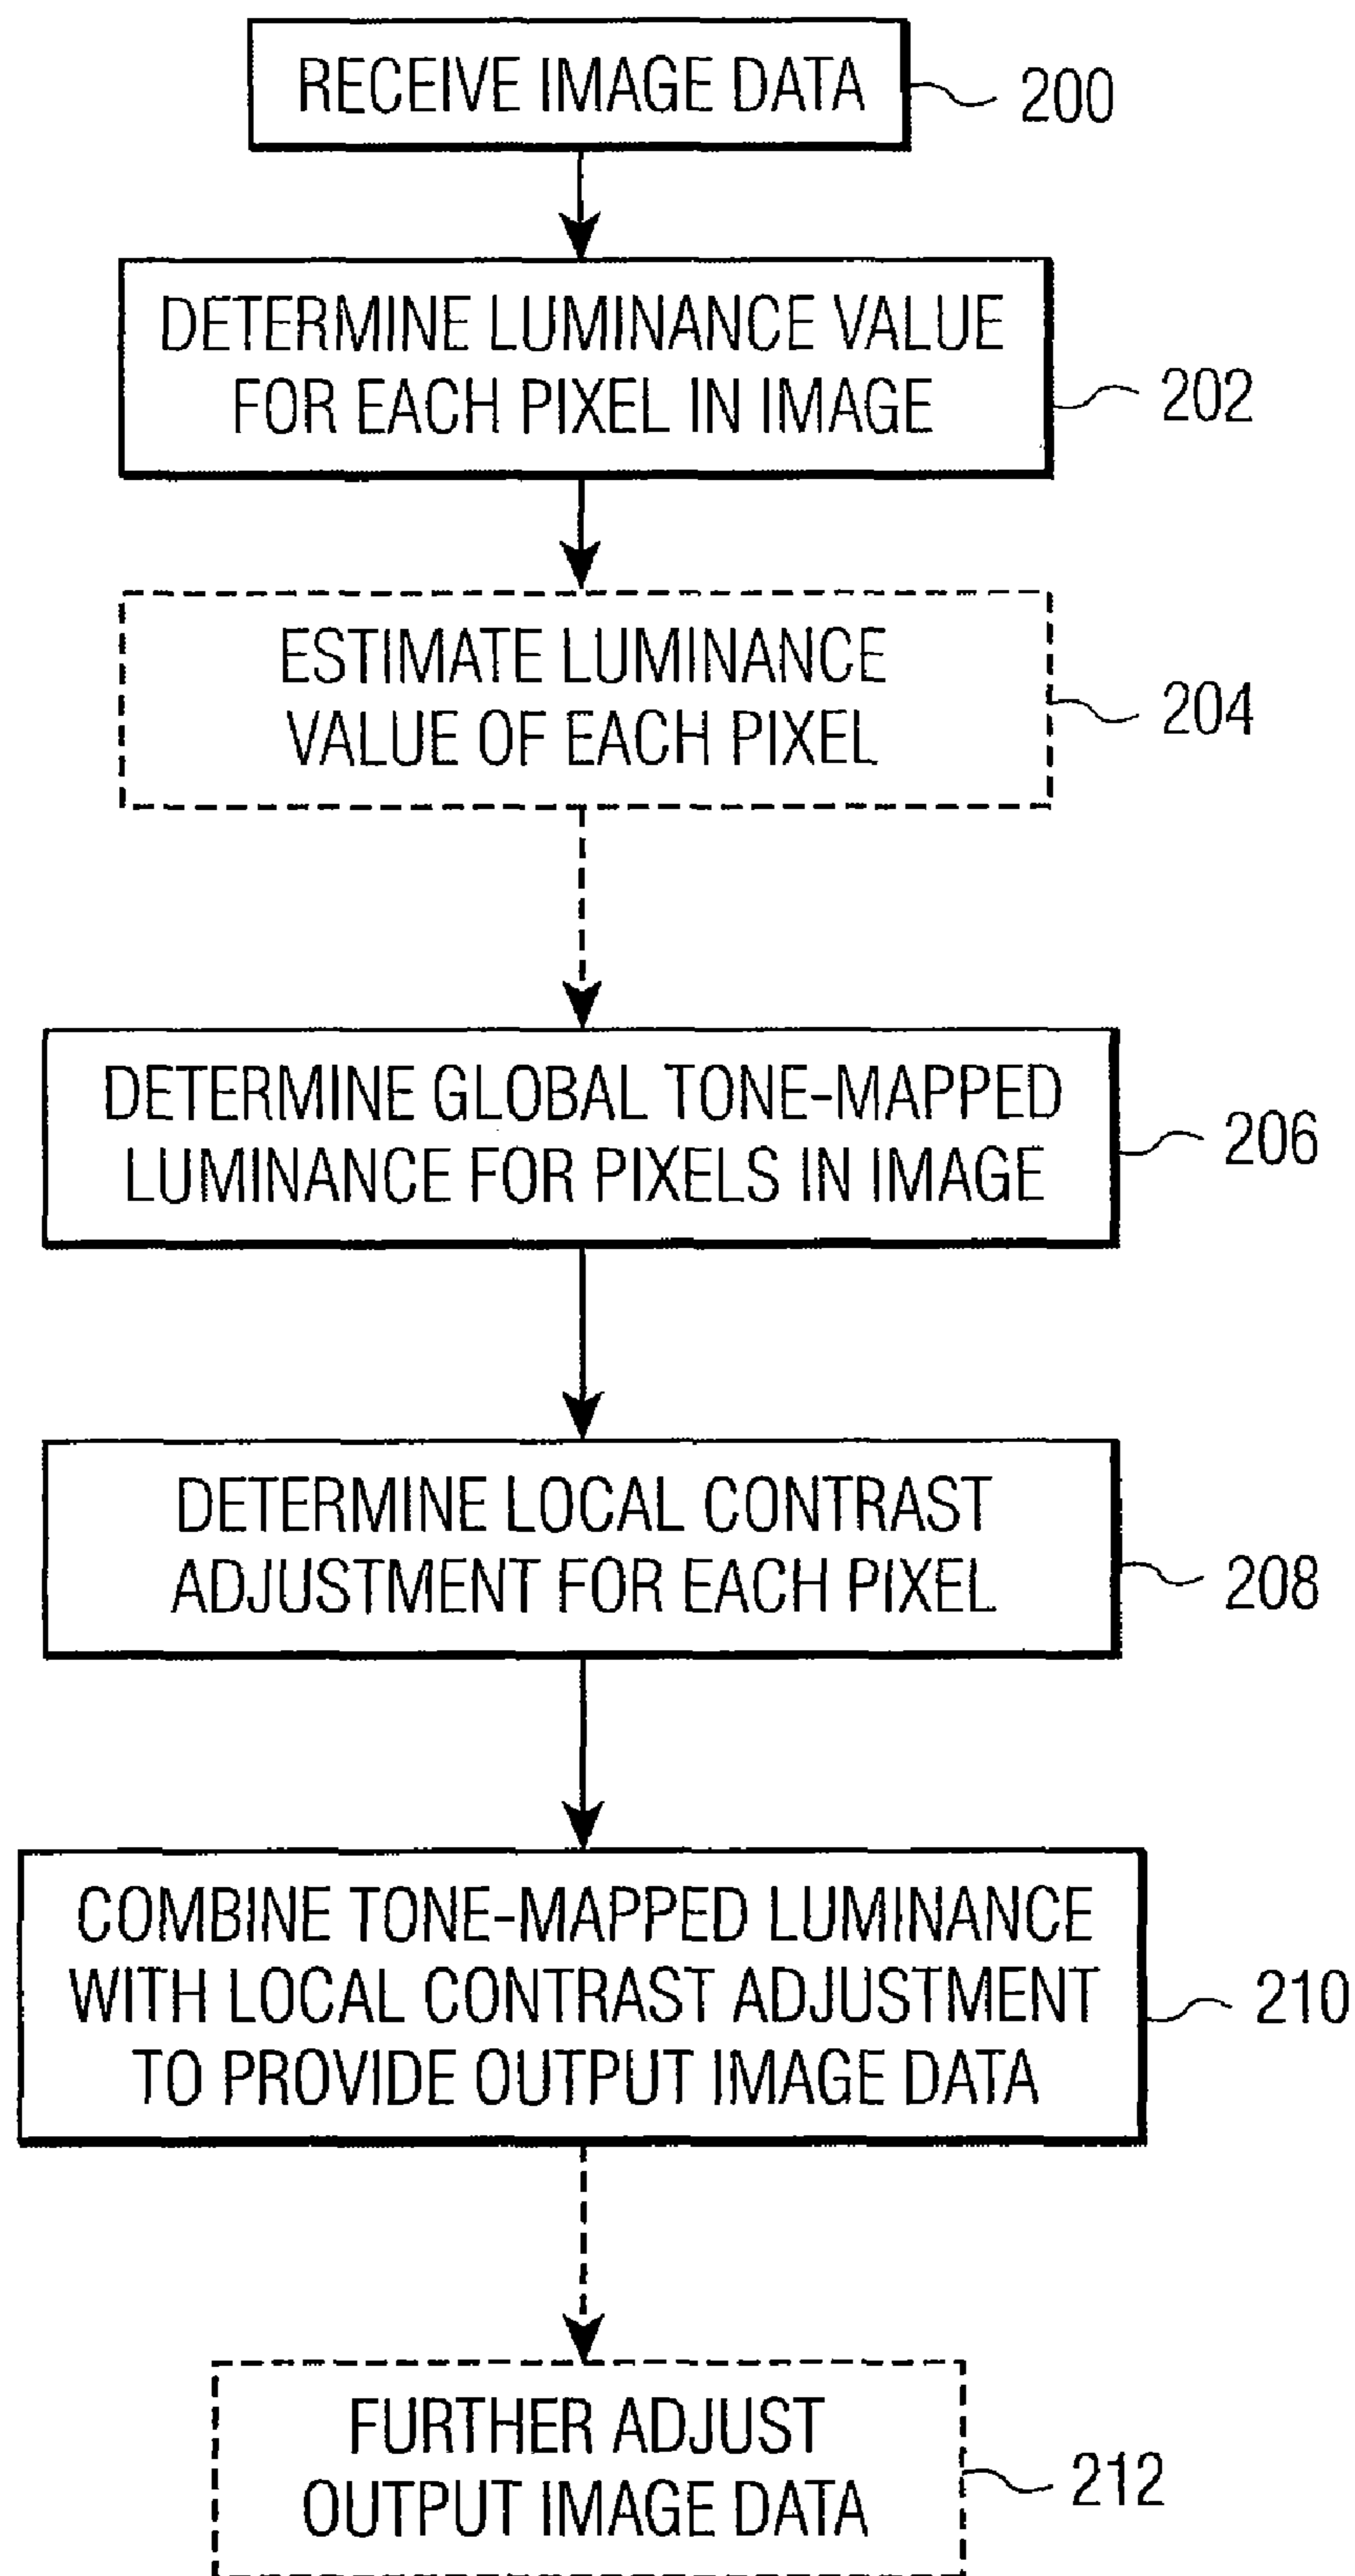 RECEIVE IMAGE DATA
200
DETERMINE LUMINANCE VALUE
FOR EACH PIXEL IN IMAGE
202
ESTIMATE LUMINANCE
VALUE OF EACH PIXEL
204
DETERMINE GLOBAL TONE-MAPPED
LUMINANCE FOR PIXELS IN IMAGE
206
DETERMINE LOCAL CONTRAST
ADJUSTMENT FOR EACH PIXEL
208
COMBINE TONE-MAPPED LUMINANCE
WITH LOCAL CONTRAST ADJUSTMENT
TO PROVIDE OUTPUT IMAGE DATA
210
FURTHER ADJUST
OUTPUT IMAGE DATA
212